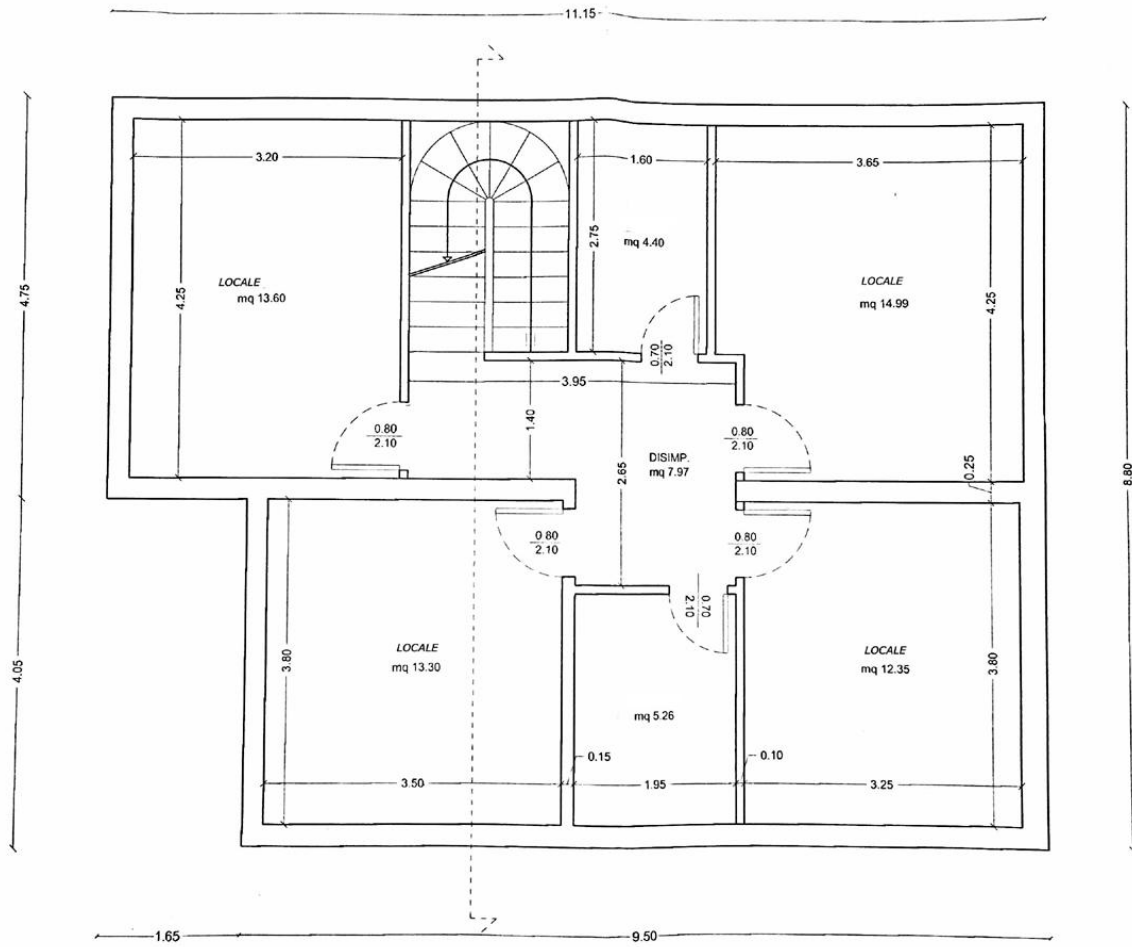 11.15
3.20
1.60
3.65
4.75
4.25
2.75
mq 4.40
4.25
8.80
LOCALE
mq 13.60
LOCALE
mq 14.99
0.70
2.10
3.95
1.40
2.65
0.80
2.10
0.80
2.10
DISIMP.
mq 7.97
0.25
0.80
2.10
0.80
2.10
0.70
2.10
4.05
3.80
LOCALE
mq 13.30
LOCALE
mq 12.35
3.80
mq 5.26
0.15
0.10
3.50
1.95
3.25
1.65
9.50